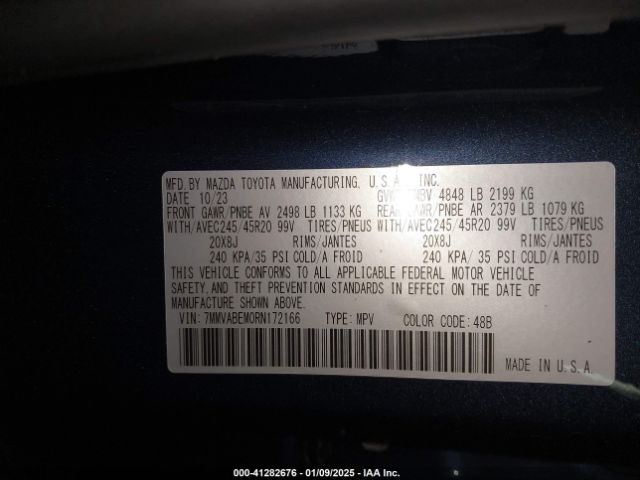 MFD. BY MAZDA TOYOTA MANUFACTURING, U.S.A. INC.
DATE 10/23 4848 LB 2199 KG
FRONT GAWR/PNBE AV 2498 LB 1133 KG REAR GAWR/PNBE AR 2379 LB 1079 KG
WITH/AVEC245/45R20 99V TIRES/PNEUS WITH/AVEC245/45R20 99V TIRES/PNEUS
20X8J RIMS/JANTES 20X8J RIMS/JANTES
240 KPA/ 35 PSI COLD/A FROID 240 KPA/ 35 PSI COLD/A FROID
THIS VEHICLE CONFORMS TO ALL APPLICABLE FEDERAL MOTOR VEHICLE
SAFETY, AND THEFT PREVENTION STANDARDS IN EFFECT ON THE DATE OF
MANUFACTURE SHOWN ABOVE.
VIN: 7MMVABEM0RN172166 TYPE: MPV COLOR CODE: 48B
MADE IN U.S.A.
000-41282676 - 01/09/2025 - IAA Inc.